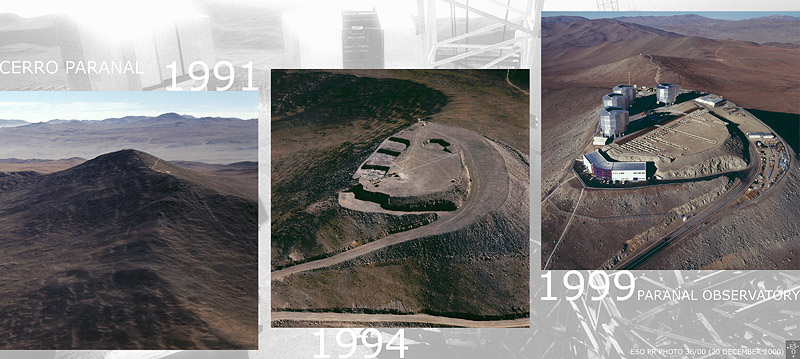 CERRO PARANAL
1991
1994
1999
PARANAL OBSERVATORY
ESO PR PHOTO 36/00 (20 DECEMBER 2000)